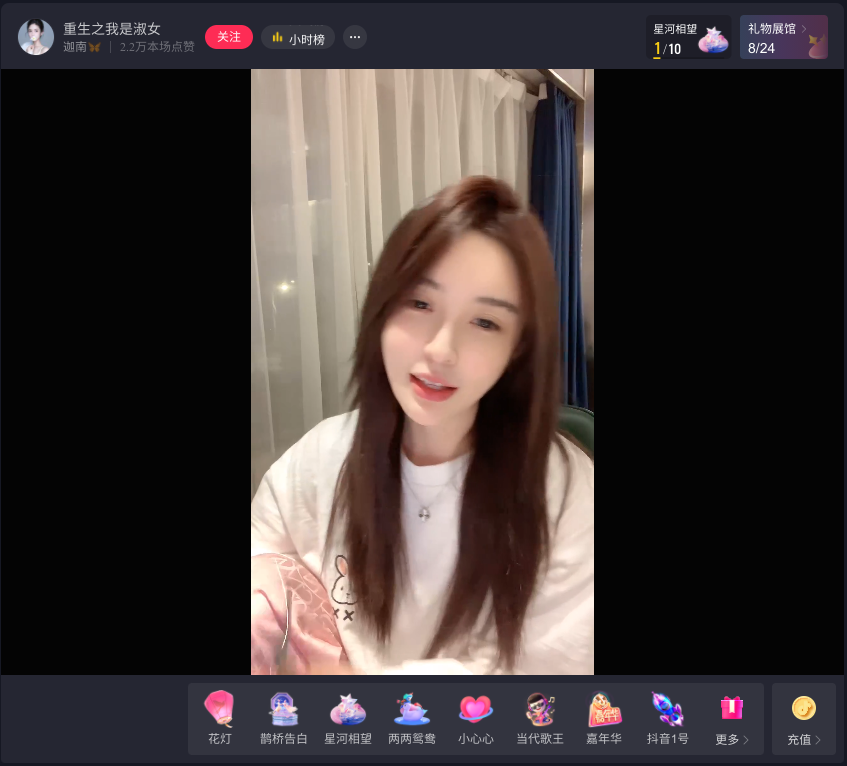 重生之我是淑女
迦南 2.2万本场点赞
关注
小时榜
星河相望
1/10
礼物展馆
8/24
花灯
鹊桥告白
星河相望
两两鸳鸯
小心心
当代歌王
嘉年华
嘉年华
抖音1号
更多
充值